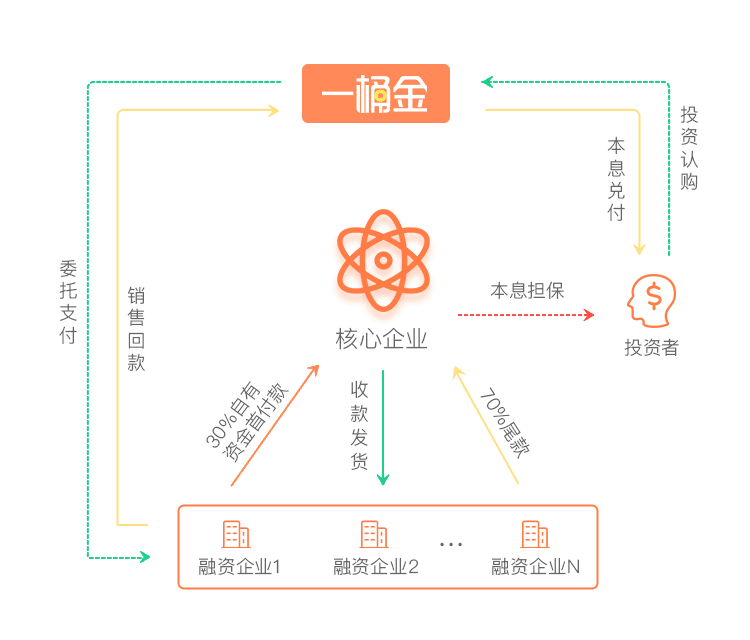 一桶金
投资认购
本息兑付
委托支付
销售回款
本息担保
核心企业
投资者
30%自有
资金首付款
收款发货
70%尾款
...
融资企业1
融资企业2
融资企业N